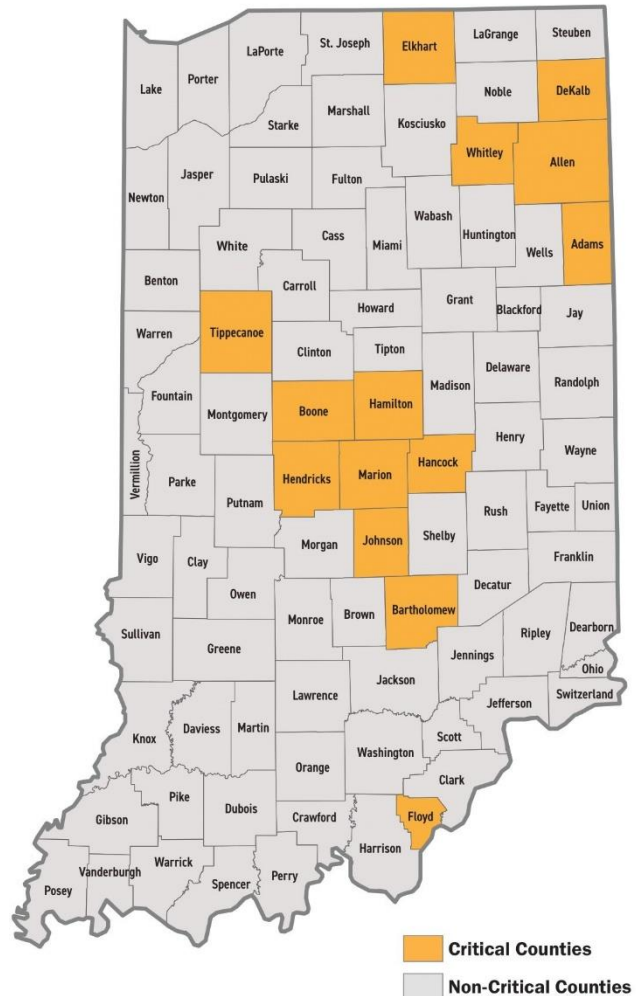 St. Joseph
Elkhart
LaGrange
Steuben
LaPorte
Porter
Lake
Noble
DeKalb
Marshall
Starke
Kosciusko
Whitley
Allen
Jasper
Newton
Pulaski
Fulton
Wabash
Huntington
Miami
Cass
White
Wells
Adams
Benton
Carroll
Grant
Blackford
Jay
Howard
Warren
Tippecanoe
Clinton
Tipton
Delaware
Madison
Randolph
Fountain
Montgomery
Boone
Hamilton
Henry
Wayne
Vermillion
Parke
Putnam
Hendricks
Marion
Hancock
Rush
Fayette
Union
Morgan
Johnson
Shelby
Franklin
Vigo
Clay
Owen
Decatur
Monroe
Brown
Bartholomew
Sullivan
Greene
Ripley
Dearborn
Jennings
Ohio
Jackson
Switzerland
Lawrence
Jefferson
Knox
Daviess
Martin
Scott
Washington
Orange
Clark
Pike
Dubois
Gibson
Crawford
Floyd
Harrison
Warrick
Vanderburgh
Perry
Spencer
Posey
Critical Counties
Non-Critical Counties